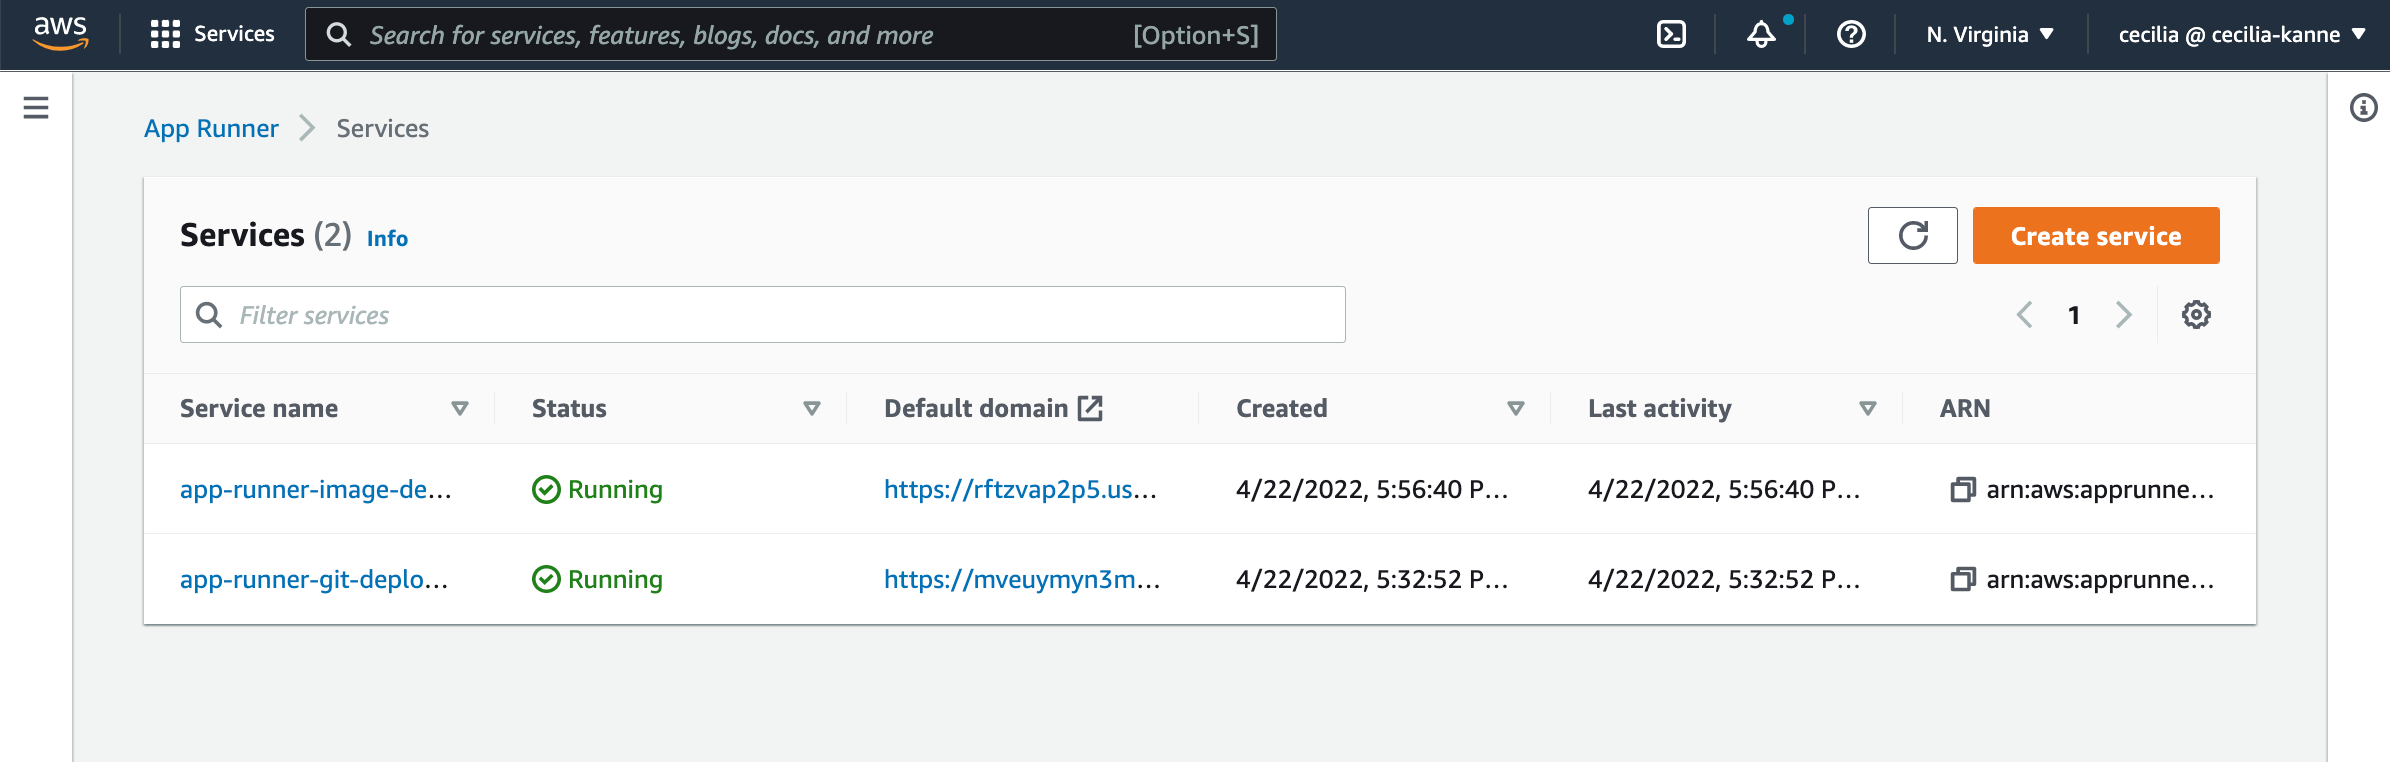 aws Services Search for services, features, blogs, docs, and more [Option+S] N. Virginia cecilia @ cecilia-kanne
App Runner Services
Services (2) Info Create service
Filter services 1
Service name Status Default domain Created Last activity ARN
app-runner-image-de... Running https://rftzvap2p5.us... 4/22/2022, 5:56:40 P... 4/22/2022, 5:56:40 P... arn:aws:apprunne...
app-runner-git-deplo... Running https://mveuymyn3m... 4/22/2022, 5:32:52 P... 4/22/2022, 5:32:52 P... arn:aws:apprunne...